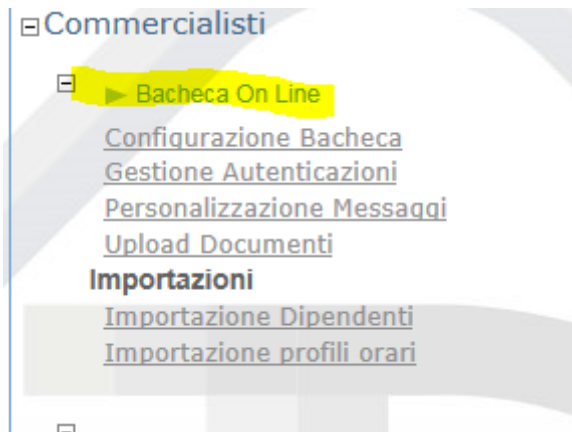 Commercialisti
► Bacheca On Line
Configurazione Bacheca
Gestione Autenticazioni
Personalizzazione Messaggi
Upload Documenti
Importazioni
Importazione Dipendenti
Importazione profili orari